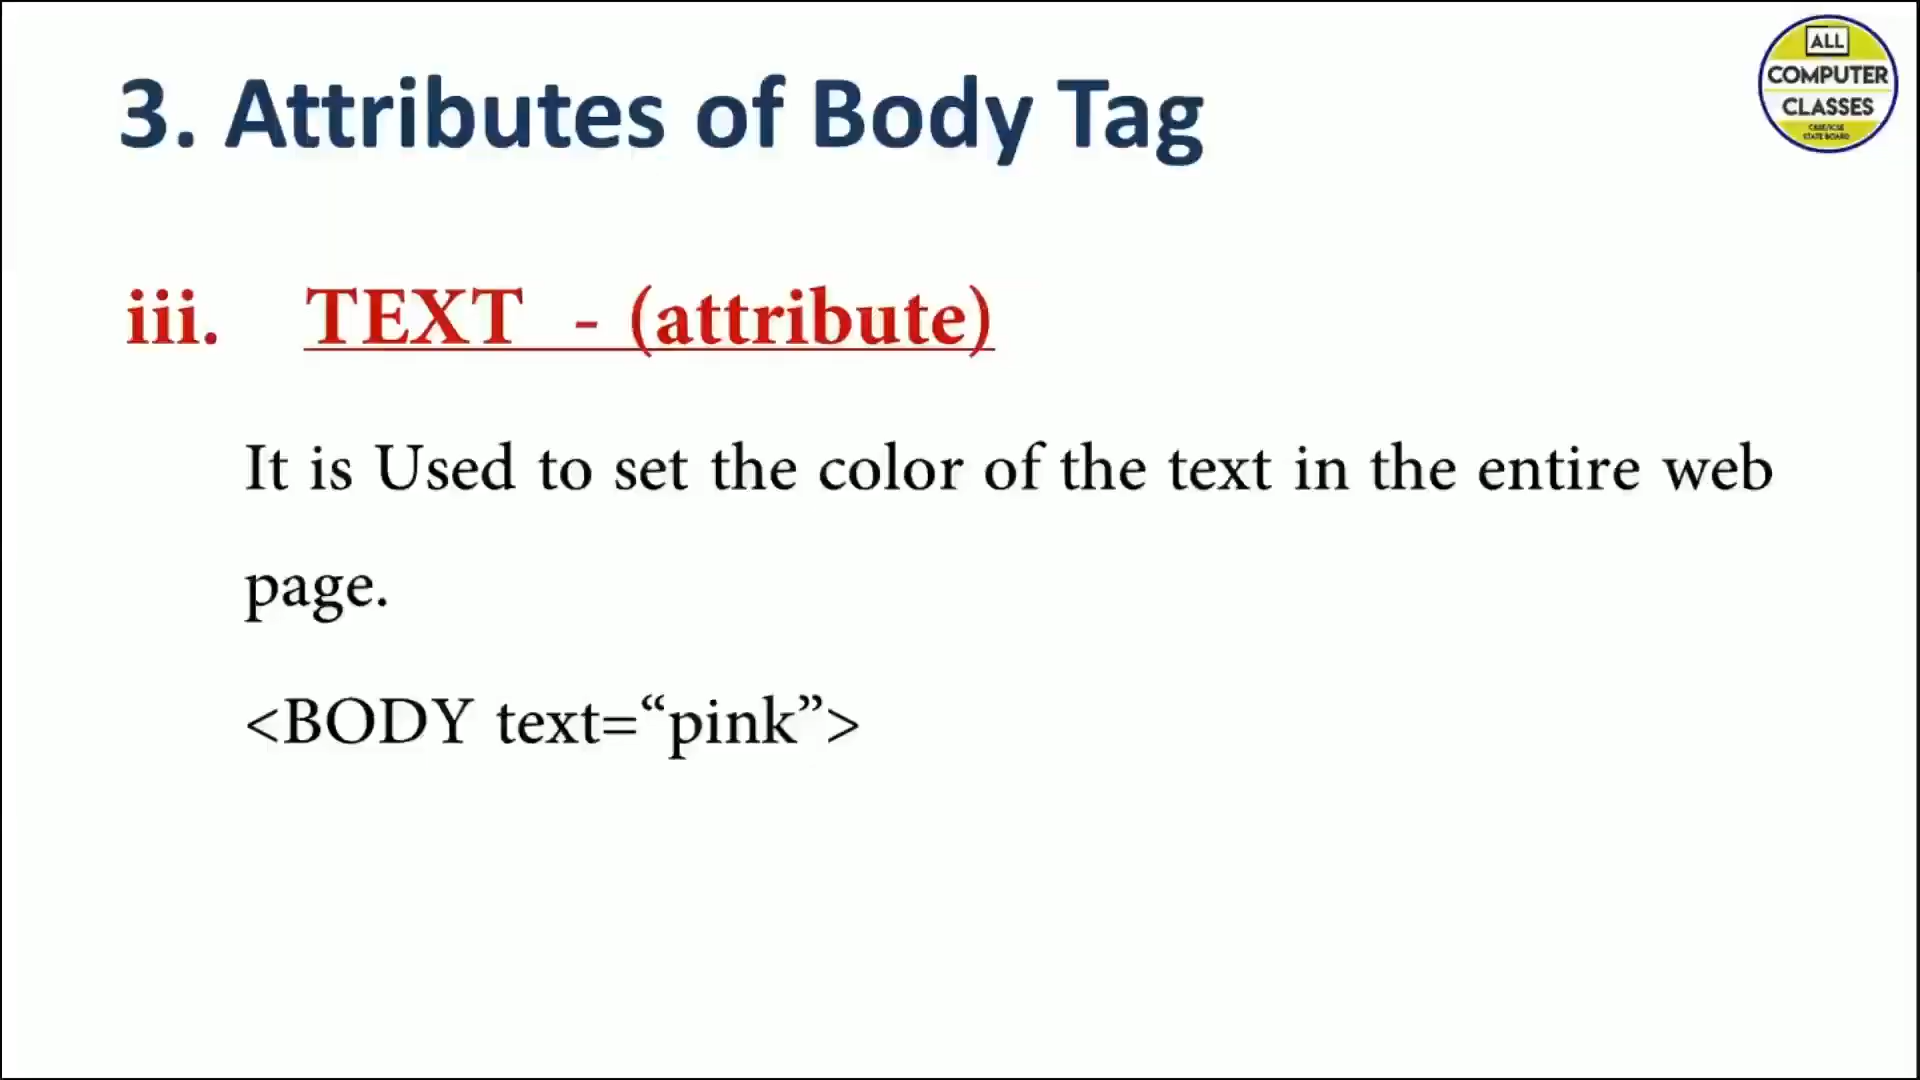 ALL
COMPUTER
CLASSES
CBSE/ICSE
STATE BOARD
3. Attributes of Body Tag
iii. TEXT - (attribute)
It is Used to set the color of the text in the entire web
page.
<BODY text=“pink”>